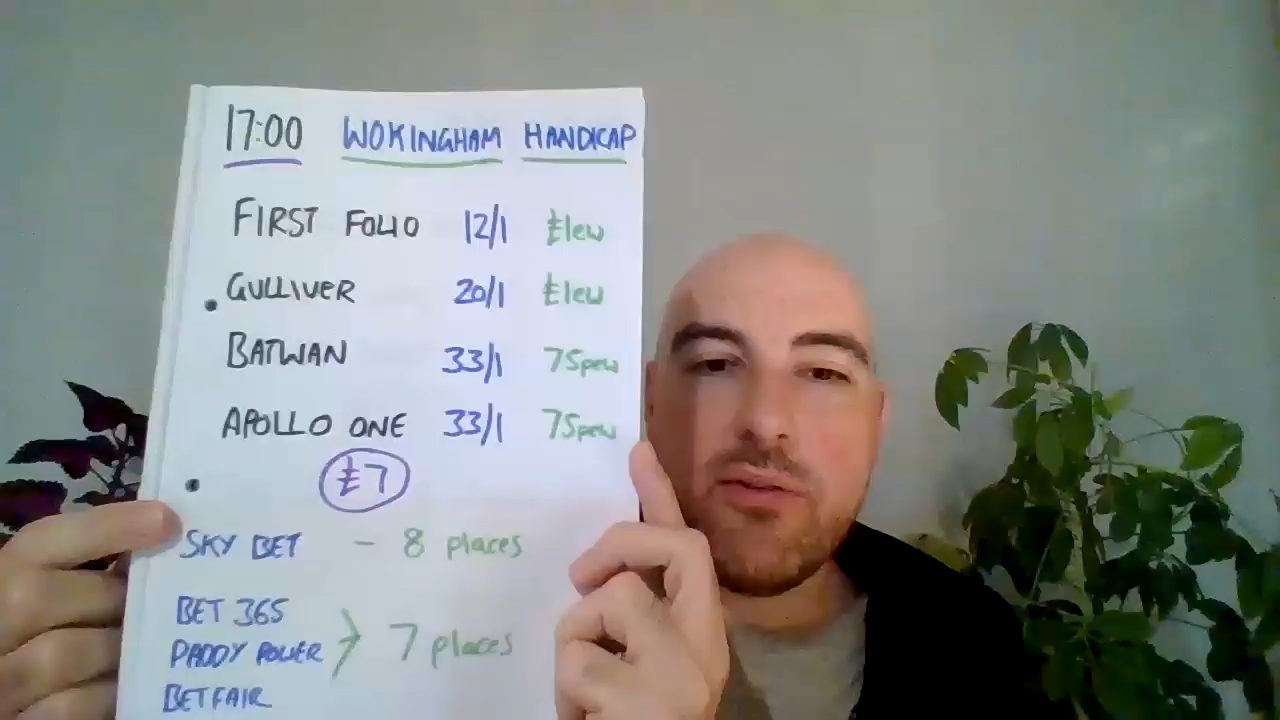 17:00 WOKINGHAM HANDICAP
FIRST FOLIO 12/1 £1ew
GULLIVER 20/1 £1ew
BATWAN 33/1 75pew
APOLLO ONE 33/1 75pew
£7
SKY BET - 8 places
BET 365
PADDY POWER > 7 places
BETFAIR